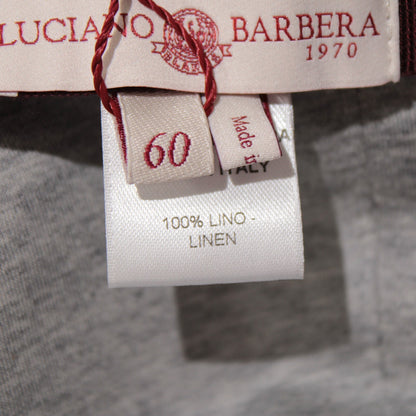 LUCIANO BARBERA
1970
60
Made in
A
ITALY
100% LINO -
LINEN